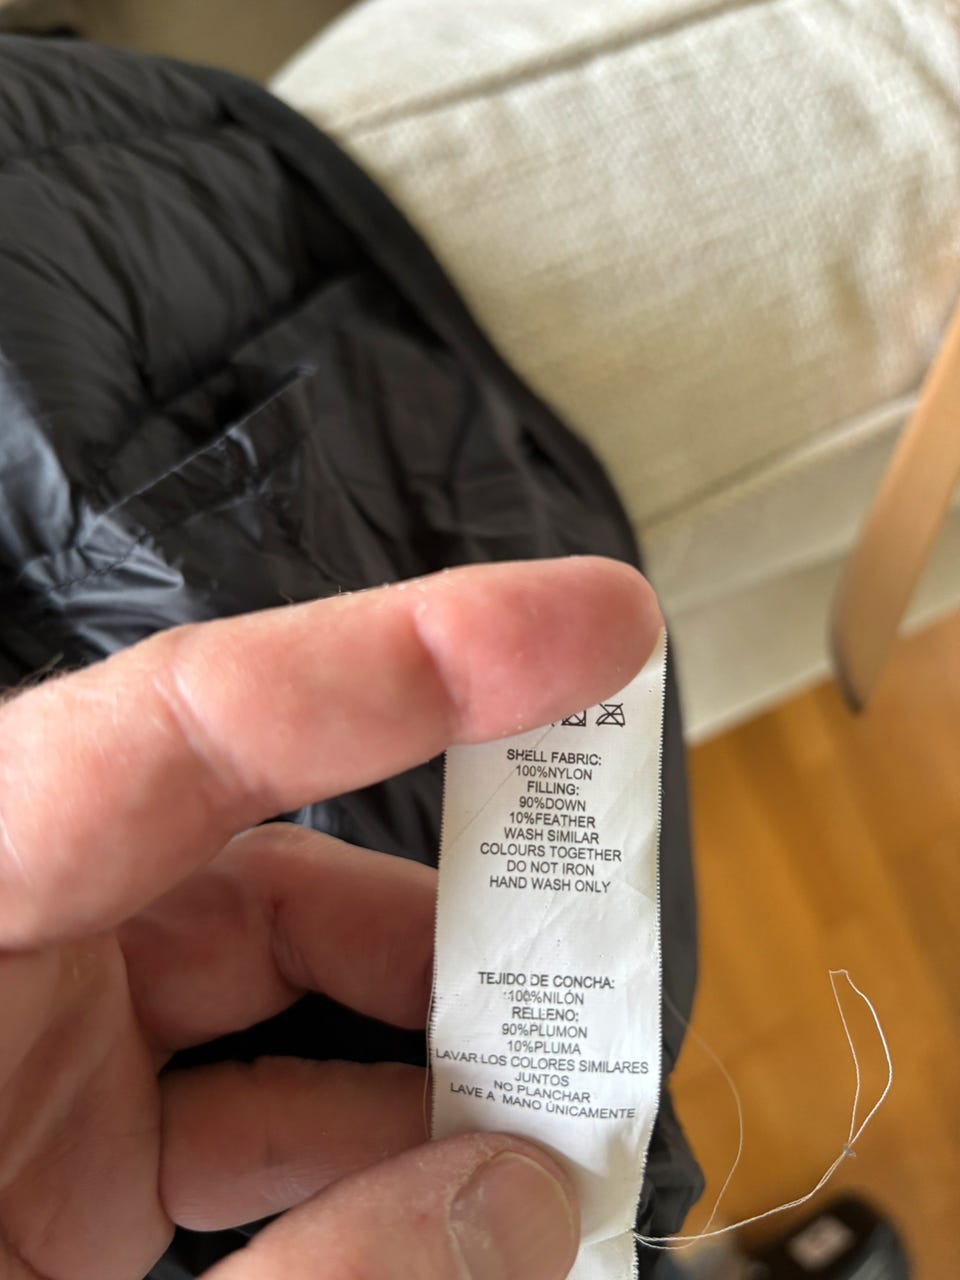 SHELL FABRIC:
100%NYLON
FILLING:
90%DOWN
10%FEATHER
WASH SIMILAR
COLOURS TOGETHER
DO NOT IRON
HAND WASH ONLY
TEJIDO DE CONCHA:
100%NILÓN
RELLENO:
90%PLUMON
10%PLUMA
LAVAR LOS COLORES SIMILARES
JUNTOS
NO PLANCHAR
LAVE A MANO ÚNICAMENTE